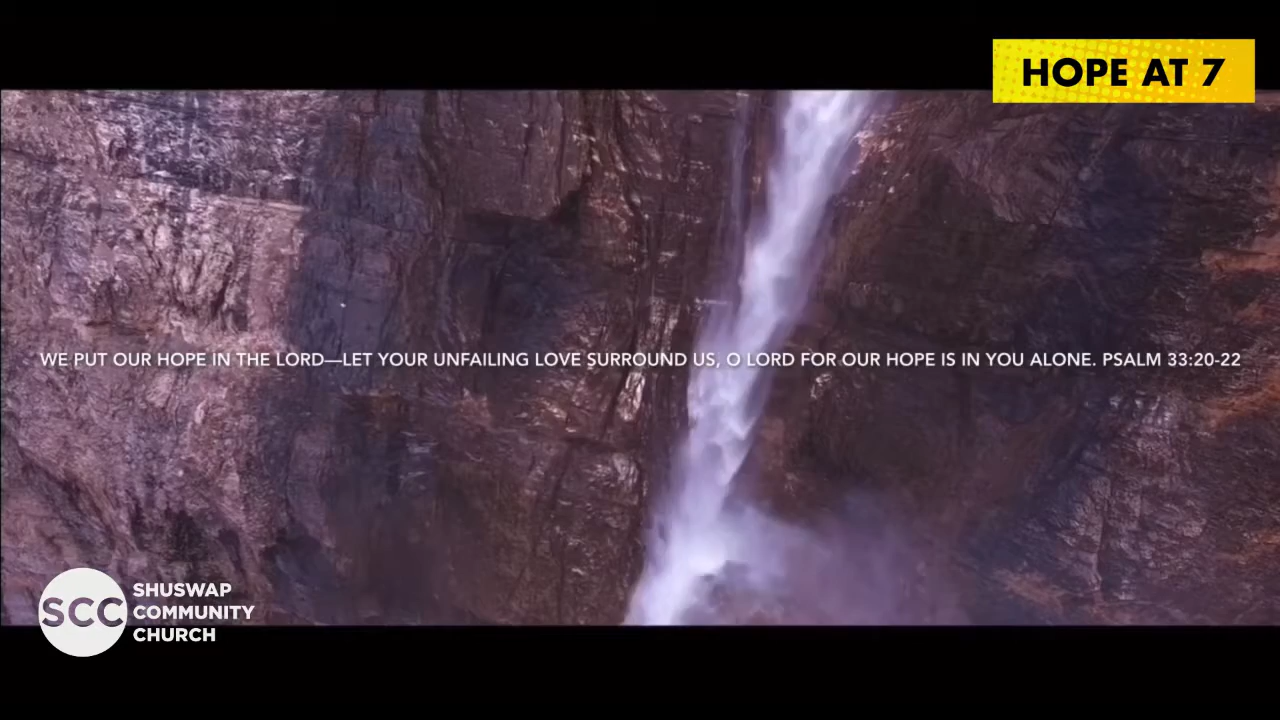 HOPE AT 7
WE PUT OUR HOPE IN THE LORD—LET YOUR UNFAILING LOVE SURROUND US, O LORD FOR OUR HOPE IS IN YOU ALONE. PSALM 33:20-22
SCC
SHUSWAP
COMMUNITY
CHURCH